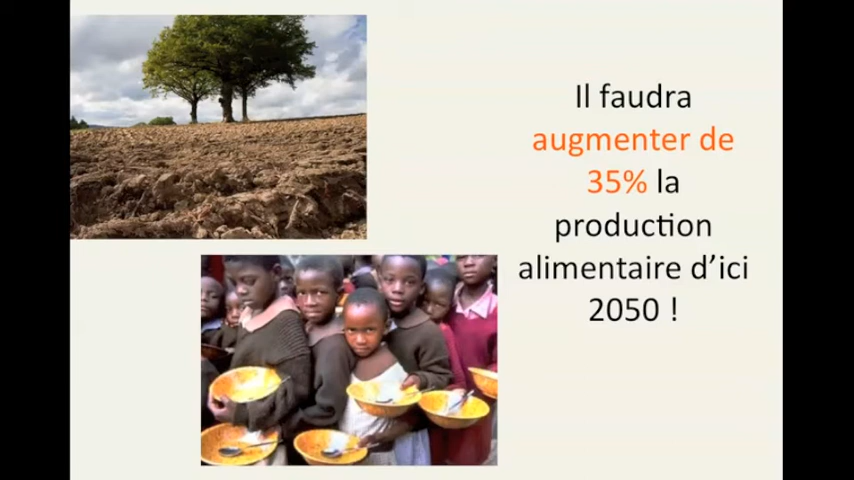 Il faudra
augmenter de
35% la
production
alimentaire d’ici
2050 !